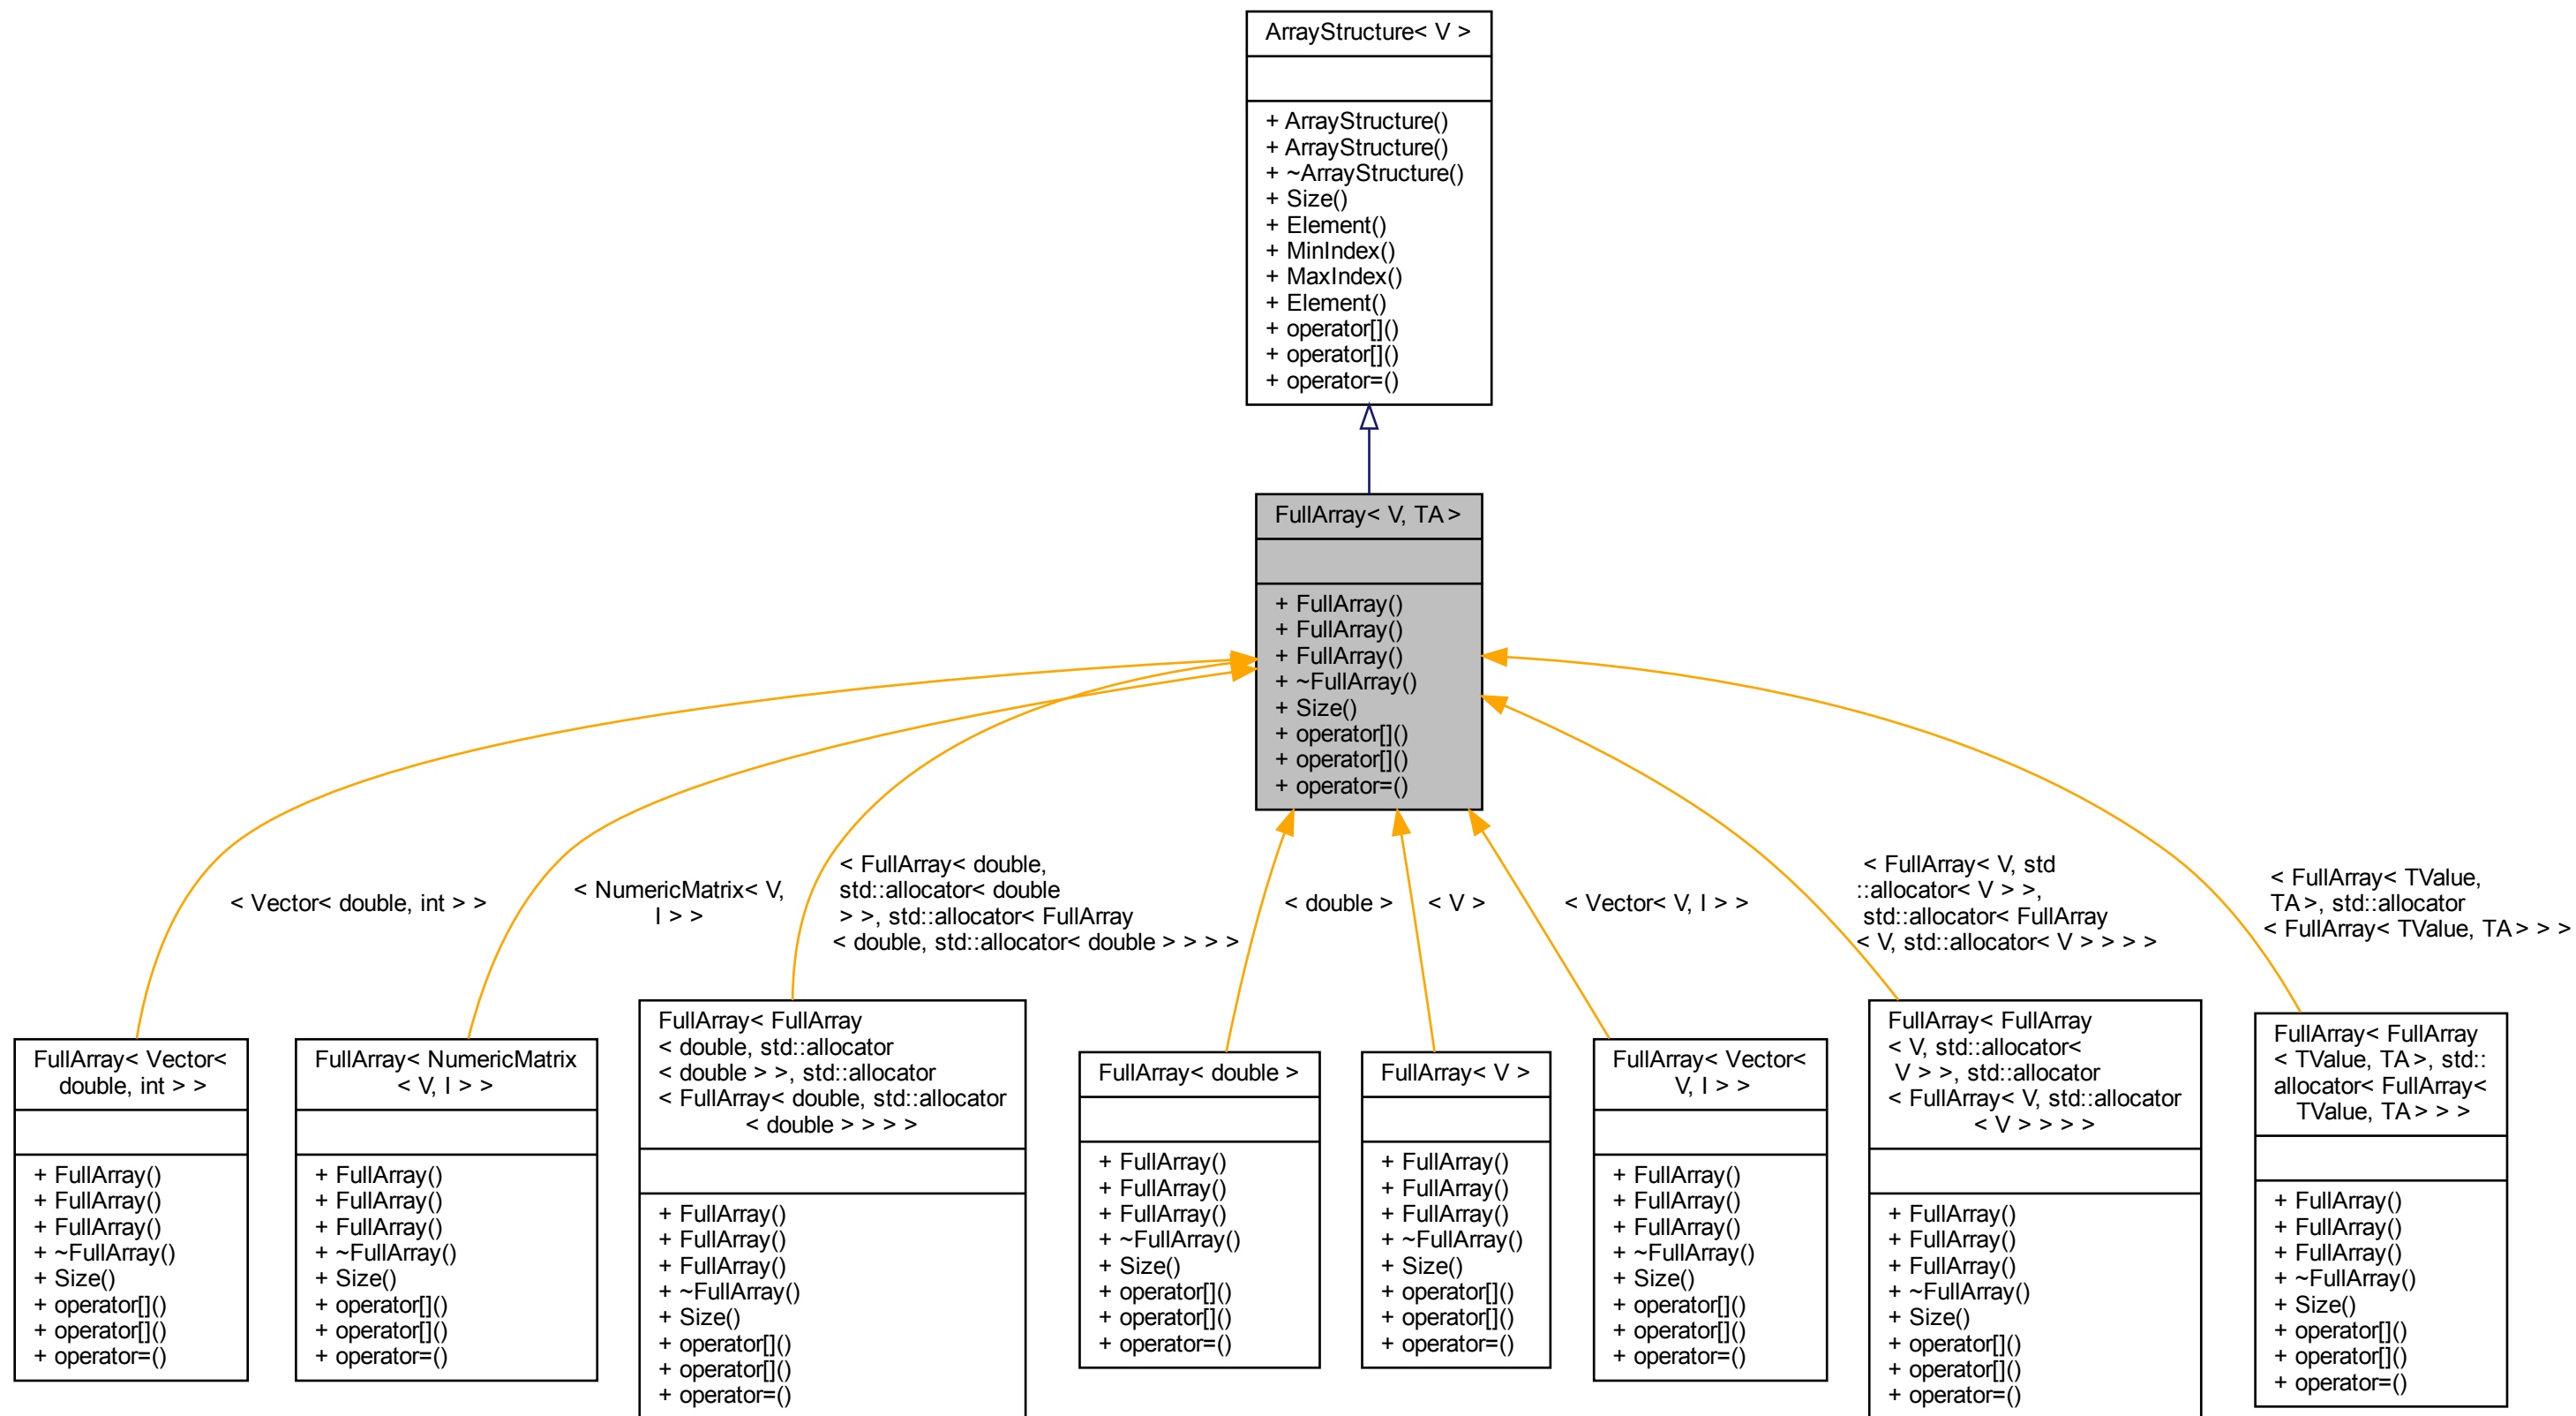 ArrayStructure< V >
+ ArrayStructure()
+ ArrayStructure()
+ ~ArrayStructure()
+ Size()
+ Element()
+ MinIndex()
+ MaxIndex()
+ Element()
+ operator[]()
+ operator[]()
+ operator=()
FullArray< V, TA >
+ FullArray()
+ FullArray()
+ FullArray()
+ ~FullArray()
+ Size()
+ operator[]()
+ operator[]()
+ operator=()
< Vector< double, int > >
< NumericMatrix< V,
I > >
< FullArray< double,
std::allocator< double
> >, std::allocator< FullArray
< double, std::allocator< double > > > >
< double >
< V >
< Vector< V, I > >
< FullArray< V, std
::allocator< V > >,
std::allocator< FullArray
< V, std::allocator< V > > > >
< FullArray< TValue,
TA >, std::allocator
< FullArray< TValue, TA > > >
FullArray< Vector<
double, int > >
+ FullArray()
+ FullArray()
+ FullArray()
+ ~FullArray()
+ Size()
+ operator[]()
+ operator[]()
+ operator=()
FullArray< NumericMatrix
< V, I > >
+ FullArray()
+ FullArray()
+ FullArray()
+ ~FullArray()
+ Size()
+ operator[]()
+ operator[]()
+ operator=()
FullArray< FullArray
< double, std::allocator
< double > >, std::allocator
< FullArray< double, std::allocator
< double > > > >
+ FullArray()
+ FullArray()
+ FullArray()
+ ~FullArray()
+ Size()
+ operator[]()
+ operator[]()
+ operator=()
FullArray< double >
+ FullArray()
+ FullArray()
+ FullArray()
+ ~FullArray()
+ Size()
+ operator[]()
+ operator[]()
+ operator=()
FullArray< V >
+ FullArray()
+ FullArray()
+ FullArray()
+ ~FullArray()
+ Size()
+ operator[]()
+ operator[]()
+ operator=()
FullArray< Vector<
V, I > >
+ FullArray()
+ FullArray()
+ FullArray()
+ ~FullArray()
+ Size()
+ operator[]()
+ operator[]()
+ operator=()
FullArray< FullArray
< V, std::allocator<
V > >, std::allocator
< FullArray< V, std::allocator
< V > > > >
+ FullArray()
+ FullArray()
+ FullArray()
+ ~FullArray()
+ Size()
+ operator[]()
+ operator[]()
+ operator=()
FullArray< FullArray
< TValue, TA >, std::
allocator< FullArray<
TValue, TA > > >
+ FullArray()
+ FullArray()
+ FullArray()
+ ~FullArray()
+ Size()
+ operator[]()
+ operator[]()
+ operator=()